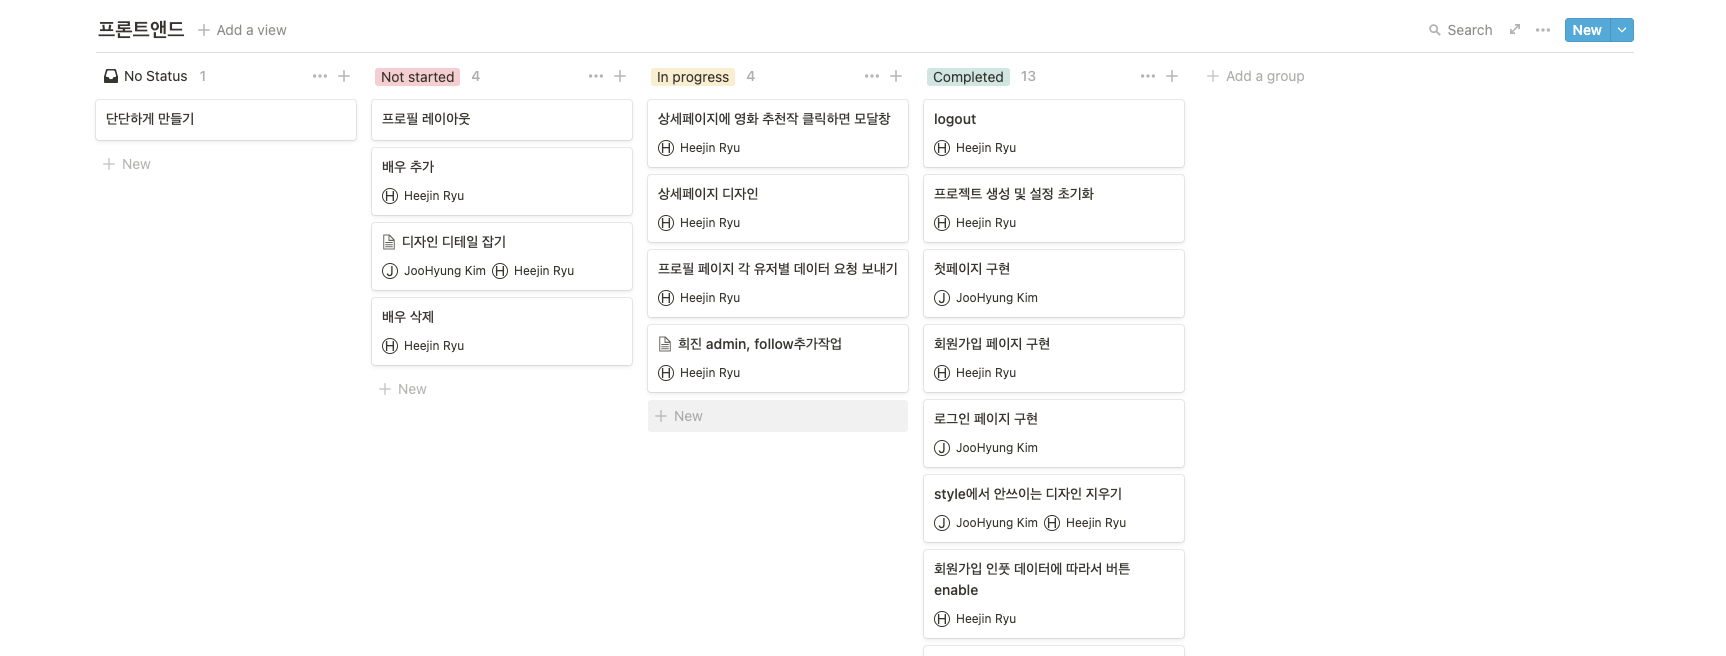 프론트앤드
Add a view
Search
New
No Status 1
단단하게 만들기
New
Not started 4
프로필 레이아웃
배우 추가
H Heejin Ryu
디자인 디테일 잡기
J JooHyung Kim H Heejin Ryu
배우 삭제
H Heejin Ryu
New
In progress 4
상세페이지에 영화 추천작 클릭하면 모달창
H Heejin Ryu
상세페이지 디자인
H Heejin Ryu
프로필 페이지 각 유저별 데이터 요청 보내기
H Heejin Ryu
희진 admin, follow추가작업
H Heejin Ryu
New
Completed 13
logout
H Heejin Ryu
프로젝트 생성 및 설정 초기화
H Heejin Ryu
첫페이지 구현
J JooHyung Kim
회원가입 페이지 구현
H Heejin Ryu
로그인 페이지 구현
J JooHyung Kim
style에서 안쓰이는 디자인 지우기
J JooHyung Kim H Heejin Ryu
회원가입 인풋 데이터에 따라서 버튼
enable
H Heejin Ryu
Add a group